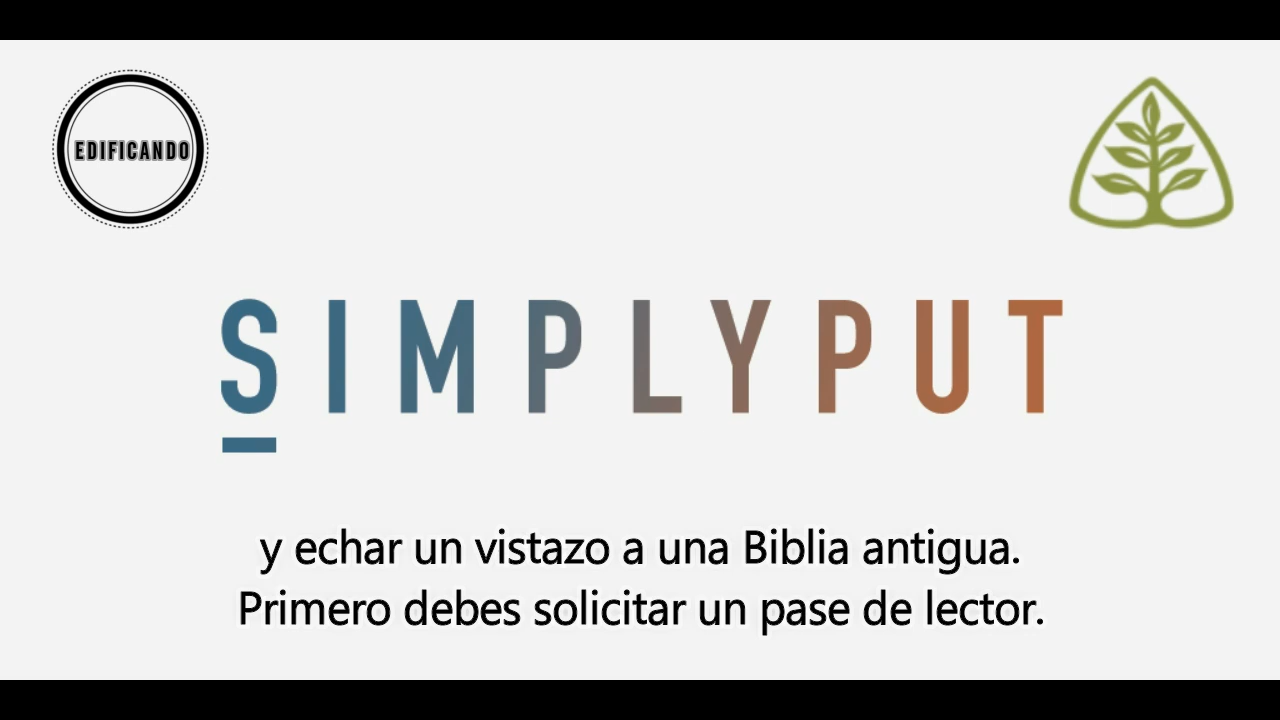 EDIFICANDO
SIMPLYPUT
y echar un vistazo a una Biblia antigua.
Primero debes solicitar un pase de lector.